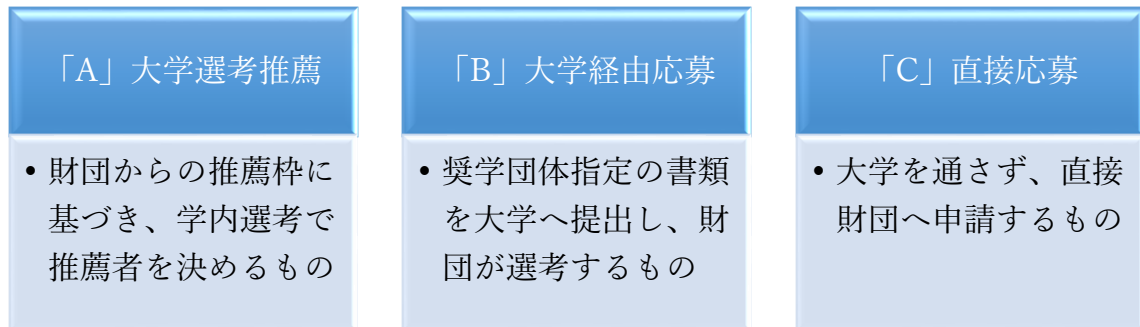 「A」大学選考推薦
• 財団からの推薦枠に
基づき、学内選考で
推薦者を決めるもの
「B」大学経由応募
• 奨学団体指定の書類
を大学へ提出し、財
団が選考するもの
「C」直接応募
• 大学を通さず、直接
財団へ申請するもの